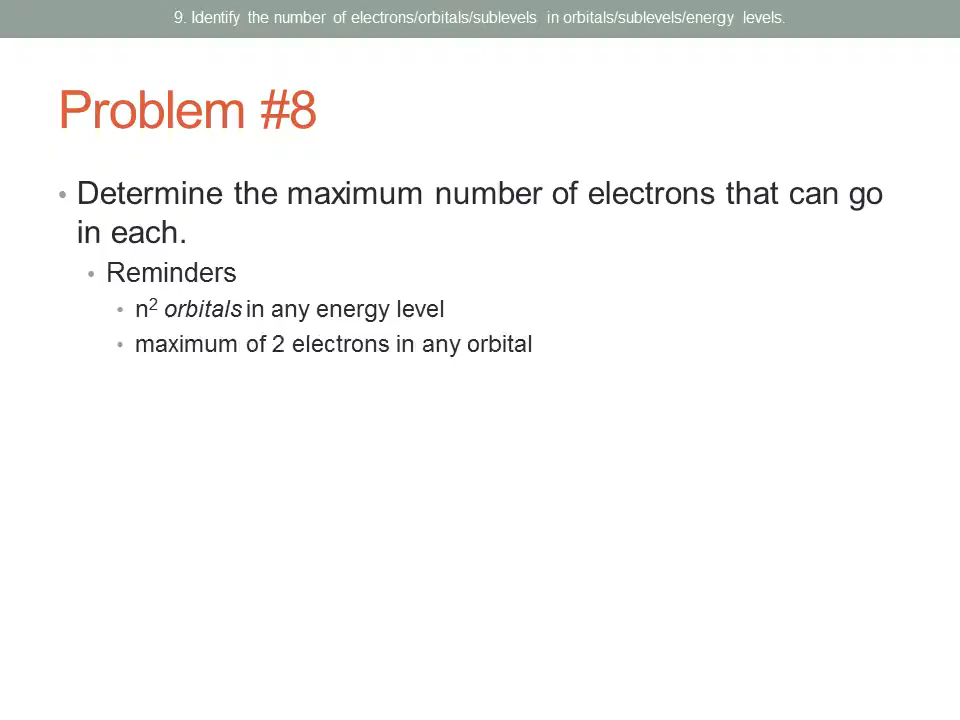 9. Identify the number of electrons/orbitals/sublevels in orbitals/sublevels/energy levels.
Problem #8
• Determine the maximum number of electrons that can go
in each.
• Reminders
• n² orbitals in any energy level
• maximum of 2 electrons in any orbital